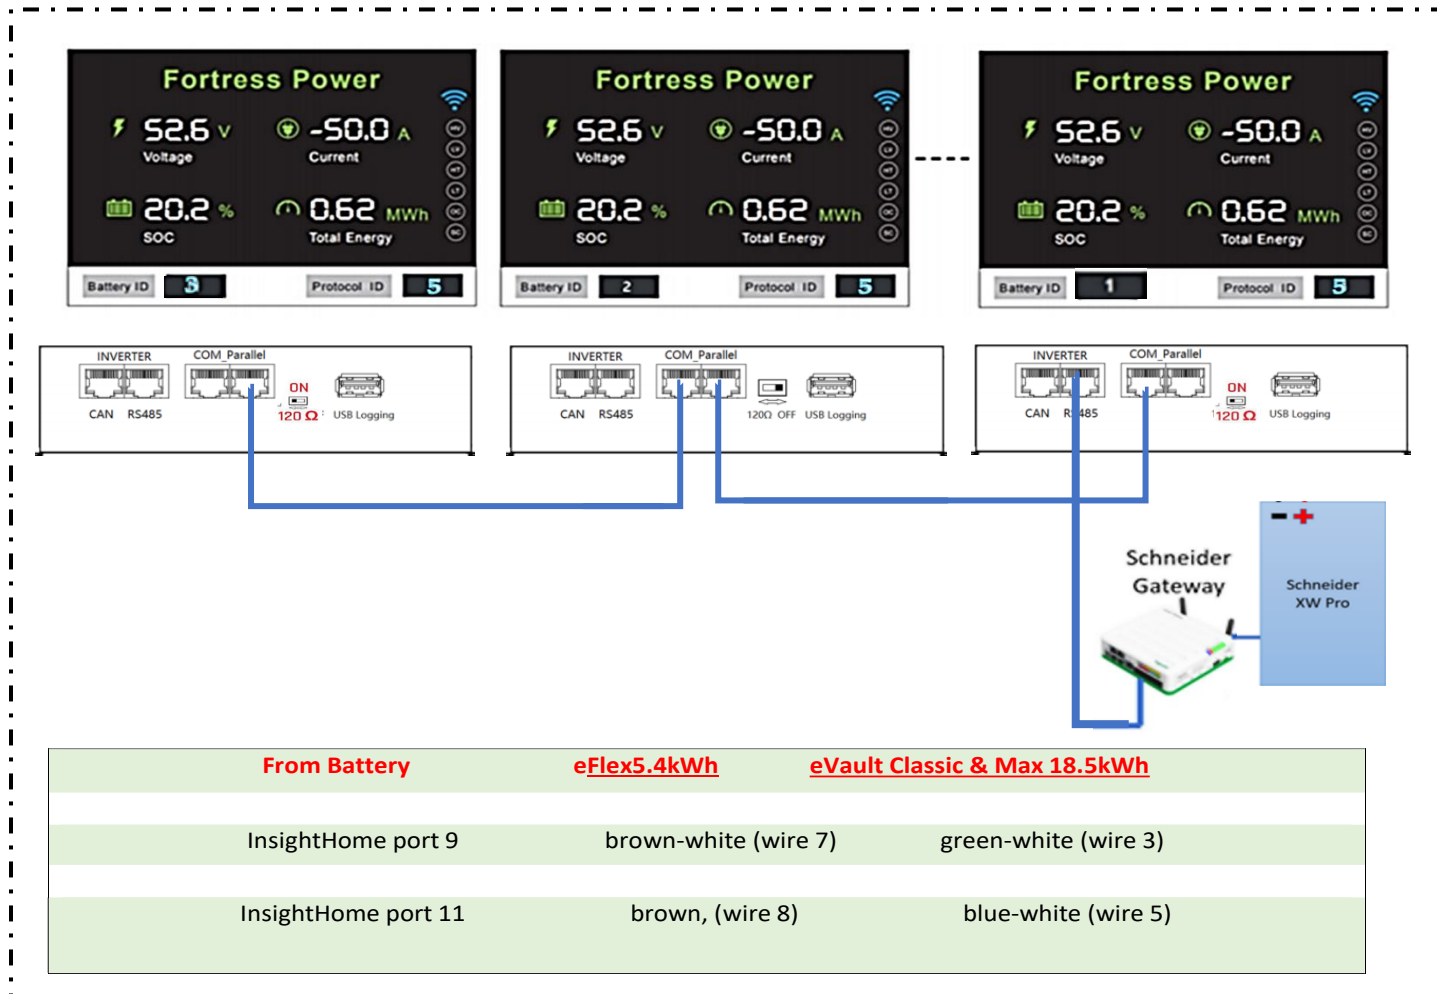 Fortress Power
52.6 V
-50.0 A
Voltage
Current
20.2 %
0.62 MWh
SOC
Total Energy
Battery ID 3
Protocol ID 5
Fortress Power
52.6 V
-50.0 A
Voltage
Current
20.2 %
0.62 MWh
SOC
Total Energy
Battery ID 2
Protocol ID 5
Fortress Power
52.6 V
-50.0 A
Voltage
Current
20.2 %
0.62 MWh
SOC
Total Energy
Battery ID 1
Protocol ID 5
INVERTER COM_Parallel
ON
CAN RS485 120 Ω : USB Logging
INVERTER COM_Parallel
CAN RS485 120Ω OFF USB Logging
INVERTER COM_Parallel
ON
CAN 120 Ω USB Logging
Schneider
Gateway
- +
Schneider
XW Pro
From Battery eFlex5.4kWh eVault Classic & Max 18.5kWh
InsightHome port 9 brown-white (wire 7) green-white (wire 3)
InsightHome port 11 brown, (wire 8) blue-white (wire 5)